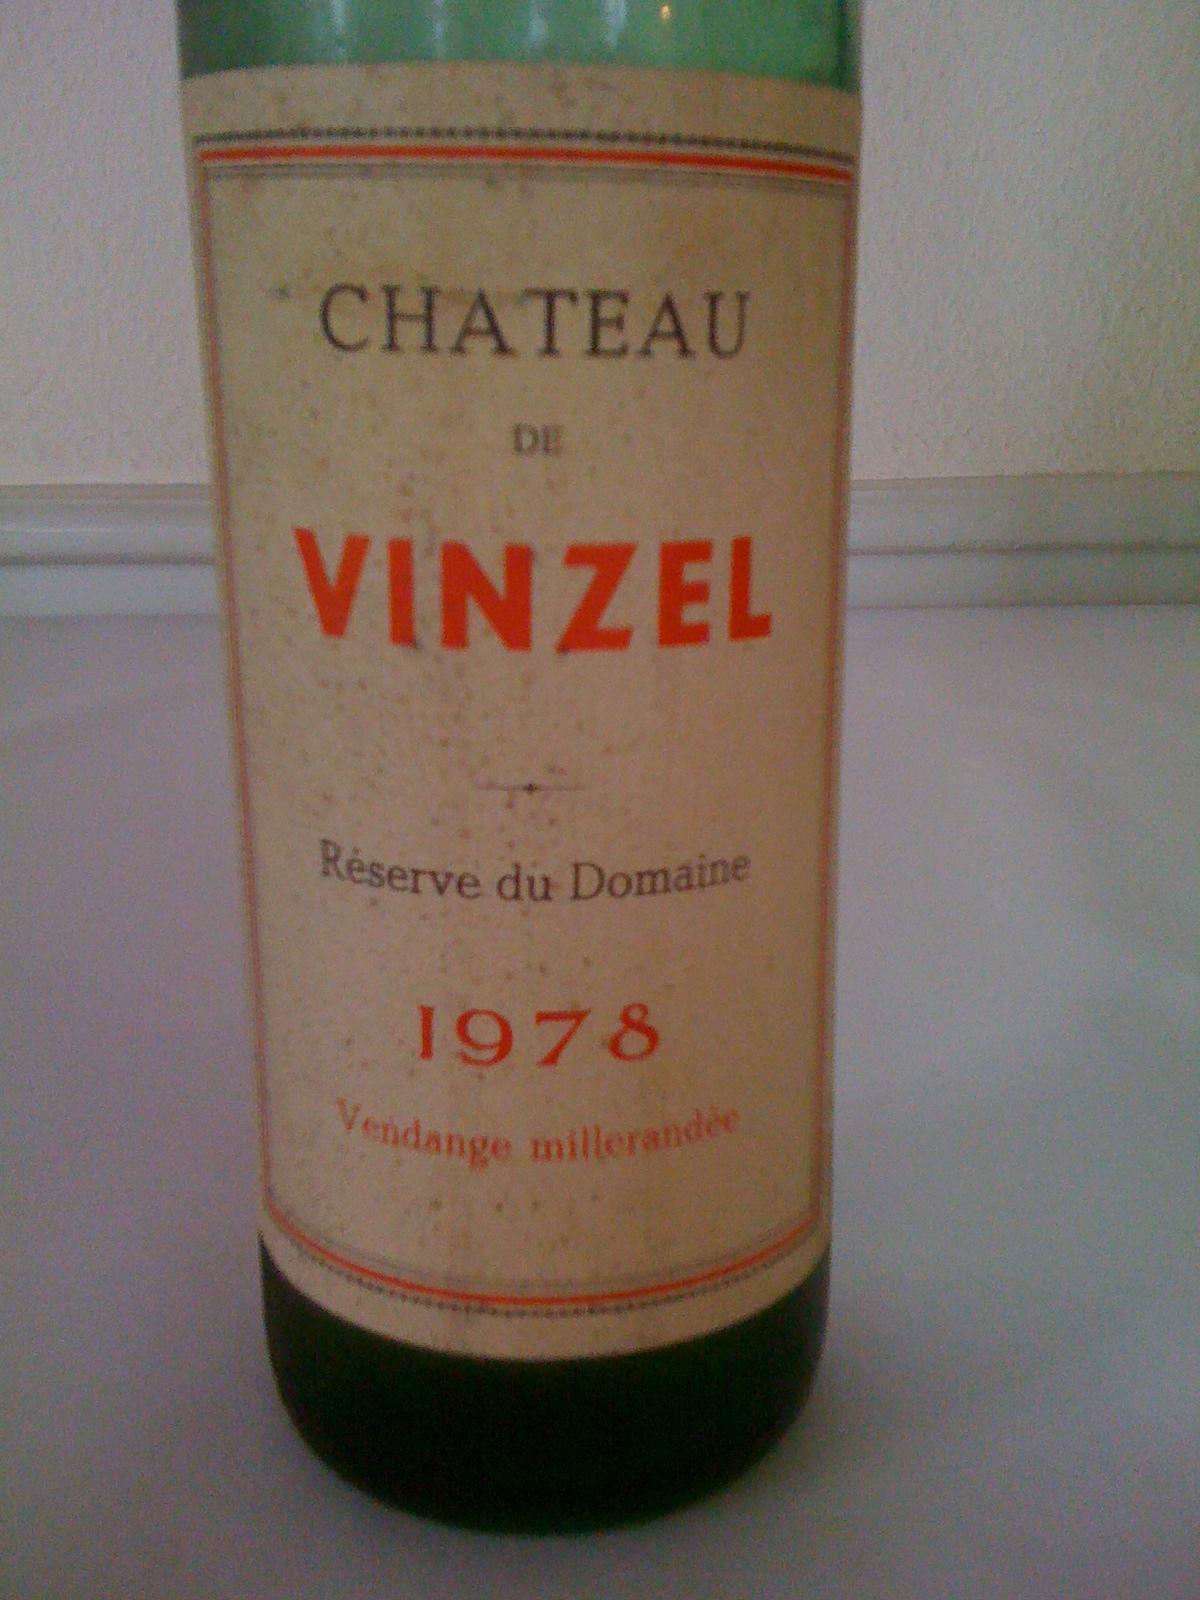 CHATEAU
DE
VINZEL
Réserve du Domaine
1978
Vendange millerandée